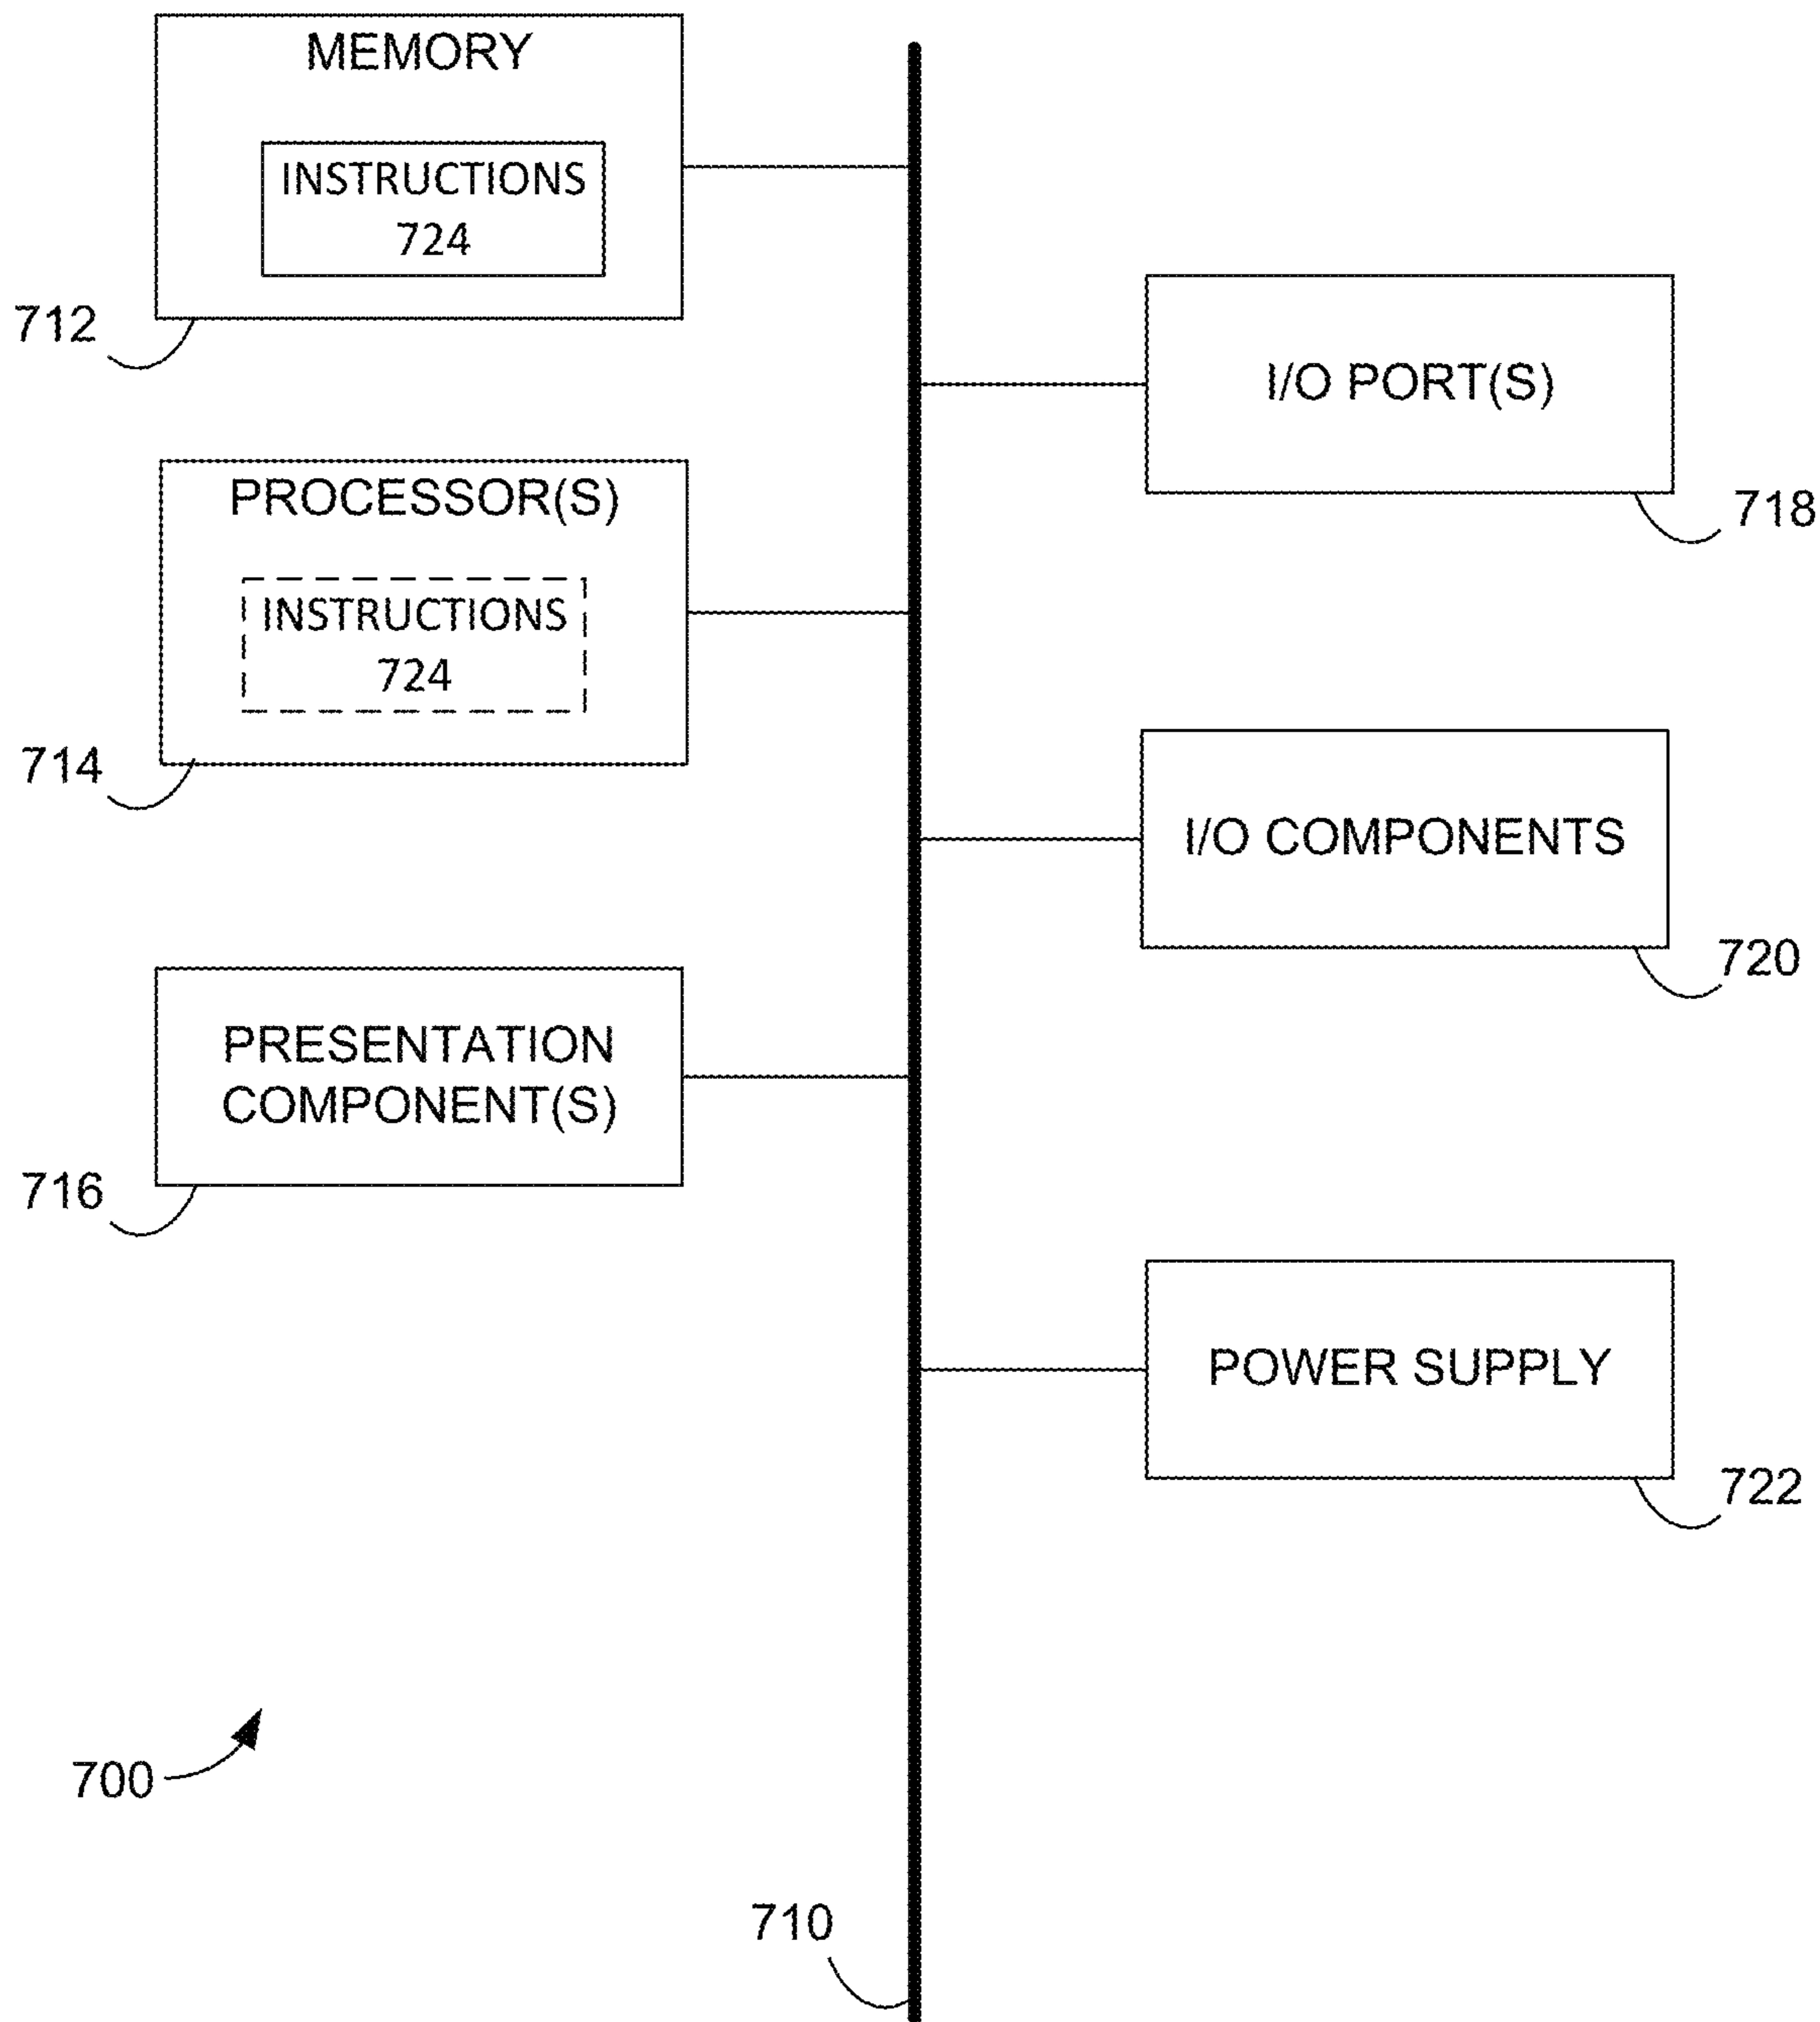 MEMORY
INSTRUCTIONS
724
712
I/O PORT(S)
718
PROCESSOR(S)
INSTRUCTIONS
724
714
I/O COMPONENTS
720
PRESENTATION
COMPONENT(S)
716
POWER SUPPLY
722
700
710